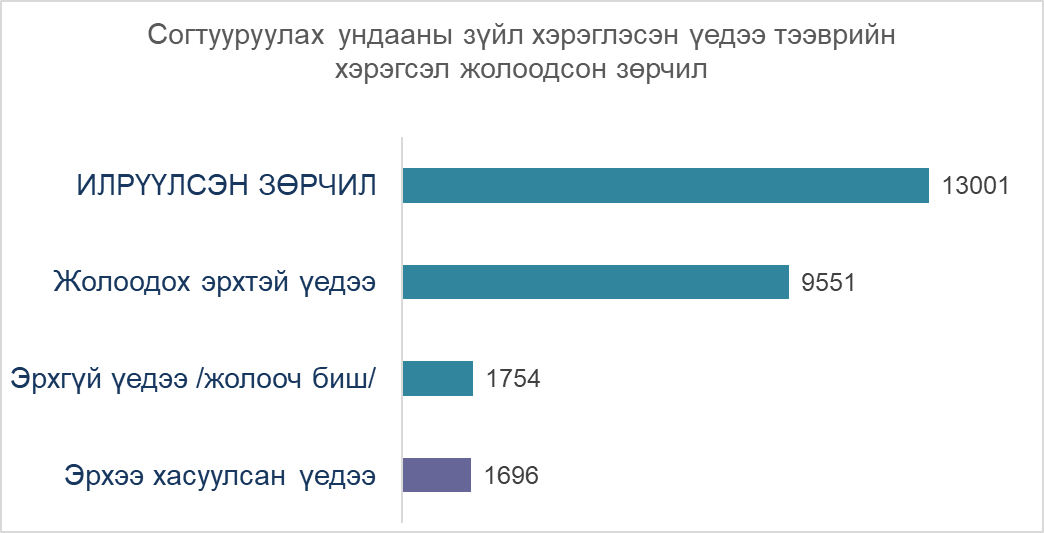 Согтууруулах ундааны зүйл хэрэглэсэн үедээ тээврийн
хэрэгсэл жолоодсон зөрчил
ИЛРҮҮЛСЭН ЗӨРЧИЛ
13001
Жолоодох эрхтэй үедээ
9551
Эрхгүй үедээ /жолооч биш/
1754
Эрхээ хасуулсан үедээ
1696